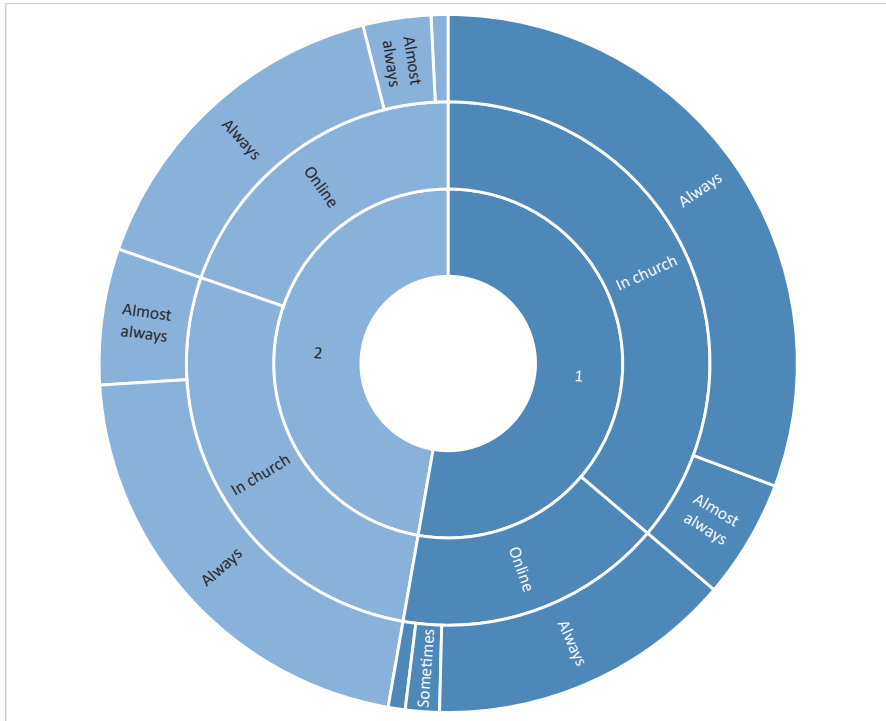 Almost
always
Always
Online
Always
In church
Almost
always
2
1
In church
Almost
always
Online
Always
Always
Sometimes